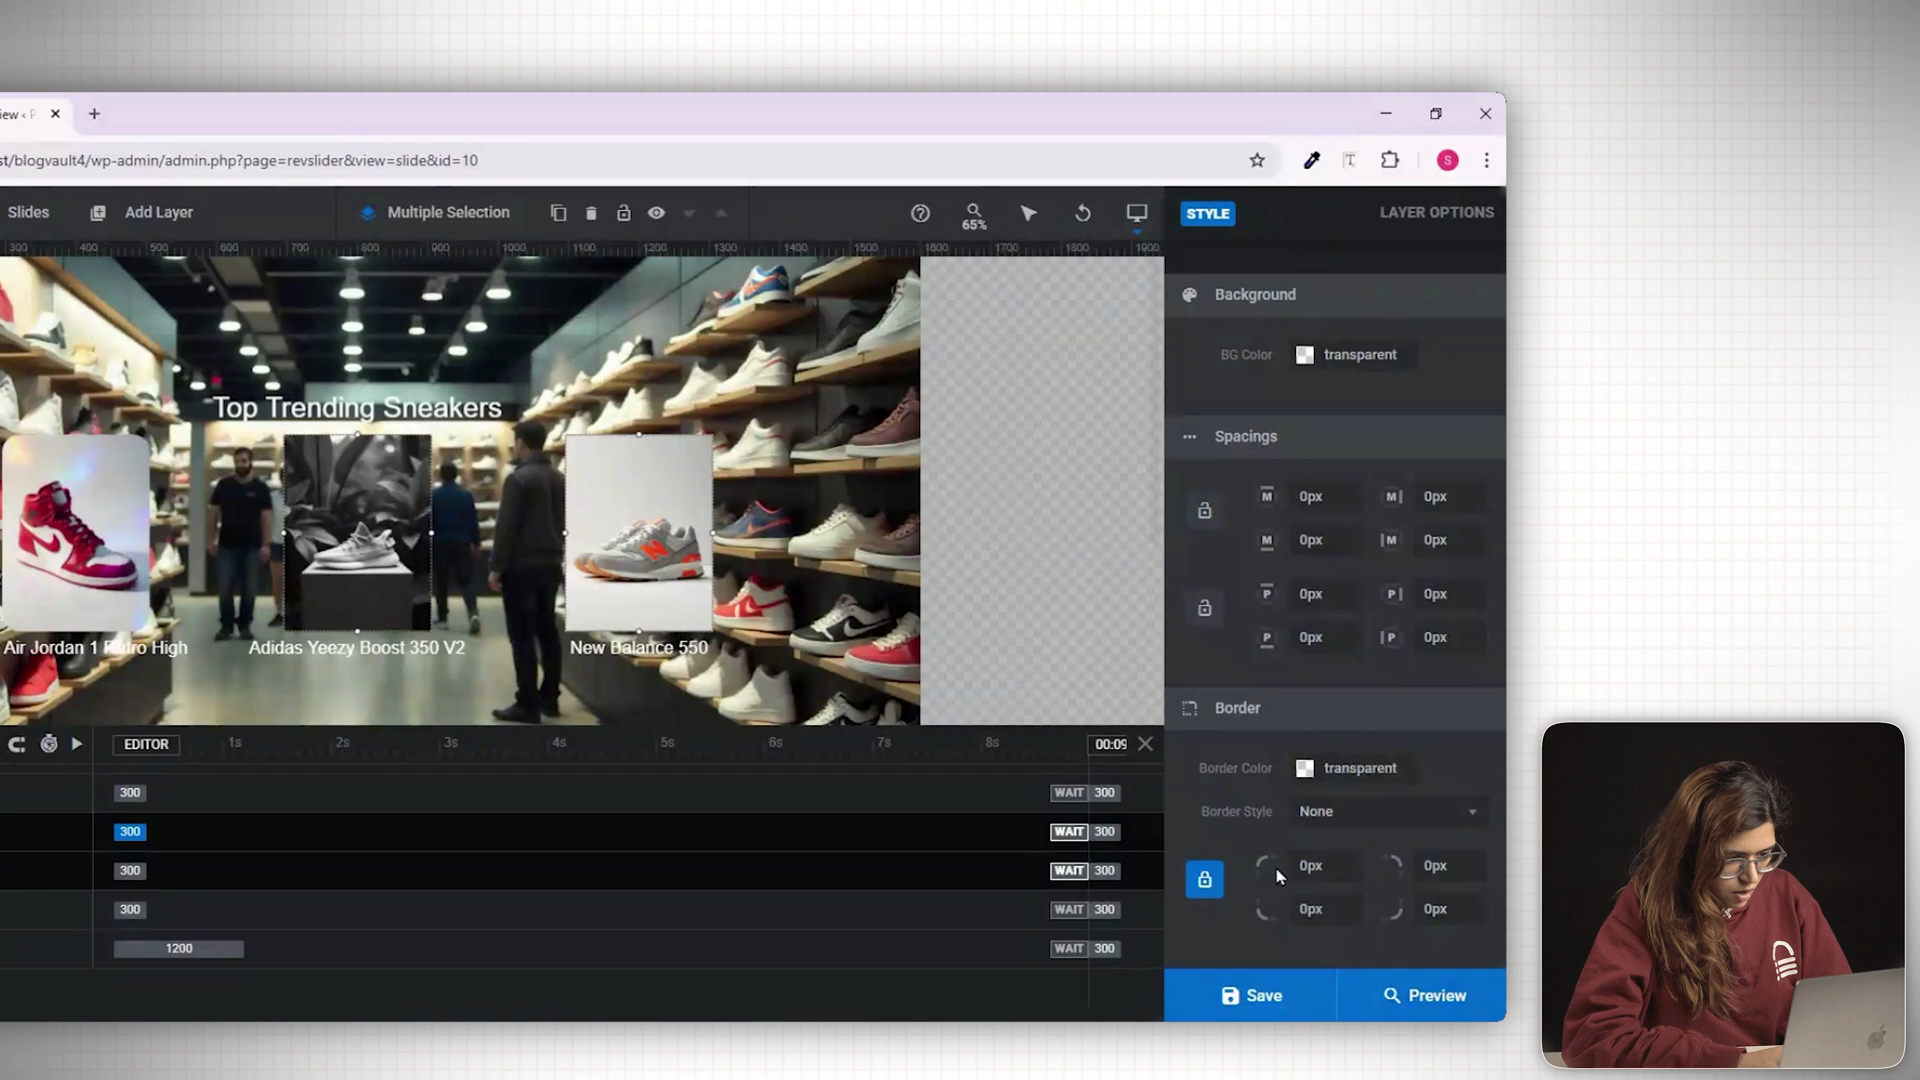 iew ‹ P
st/blogvault4/wp-admin/admin.php?page=revslider&view=slide&id=10
S
Slides
Add Layer
Multiple Selection
65%
STYLE
LAYER OPTIONS
300 400 500 600 700 800 900 1000 1100 1200 1300 1400 1500 1600 1700 1800 1900
Background
BG Color
transparent
Top Trending Sneakers
Air Jordan 1 Retro High
Adidas Yeezy Boost 350 V2
New Balance 550
Spacings
M 0px M 0px
M 0px M 0px
P 0px P 0px
P 0px P 0px
Border
Border Color
transparent
Border Style
None
0px 0px
0px 0px
EDITOR 1s 2s 3s 4s 5s 6s 7s 8s 00:09
300 WAIT 300
300 WAIT 300
300 WAIT 300
300 WAIT 300
1200 WAIT 300
Save
Preview